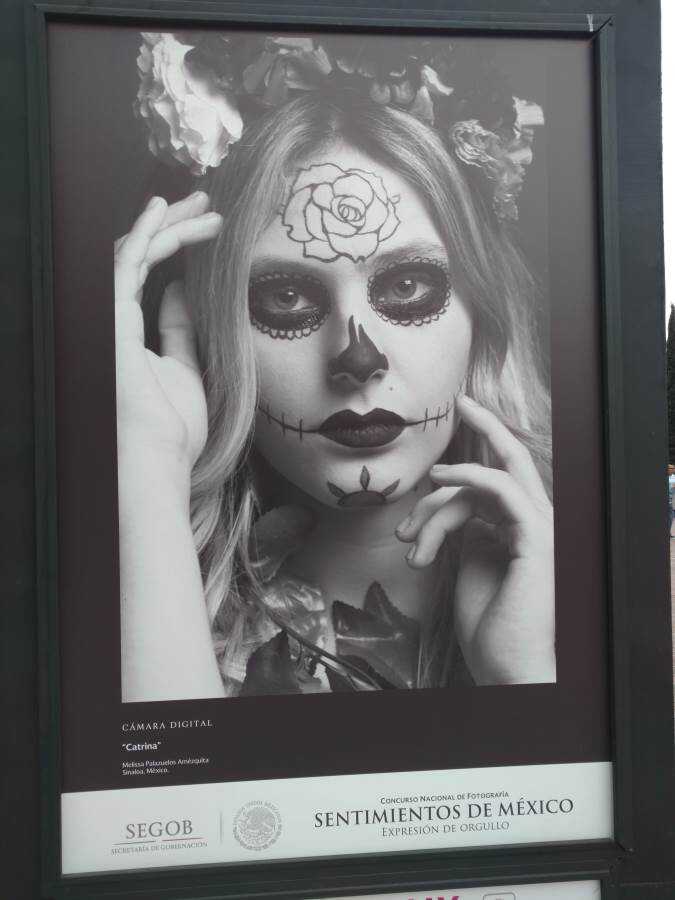 CÁMARA DIGITAL
"Catrina"
Melissa Palazuelos Amézquita
Sinaloa, México.
SEGOB
SECRETARÍA DE GOBERNACIÓN
CONCURSO NACIONAL DE FOTOGRAFÍA
SENTIMIENTOS DE MÉXICO
EXPRESIÓN DE ORGULLO